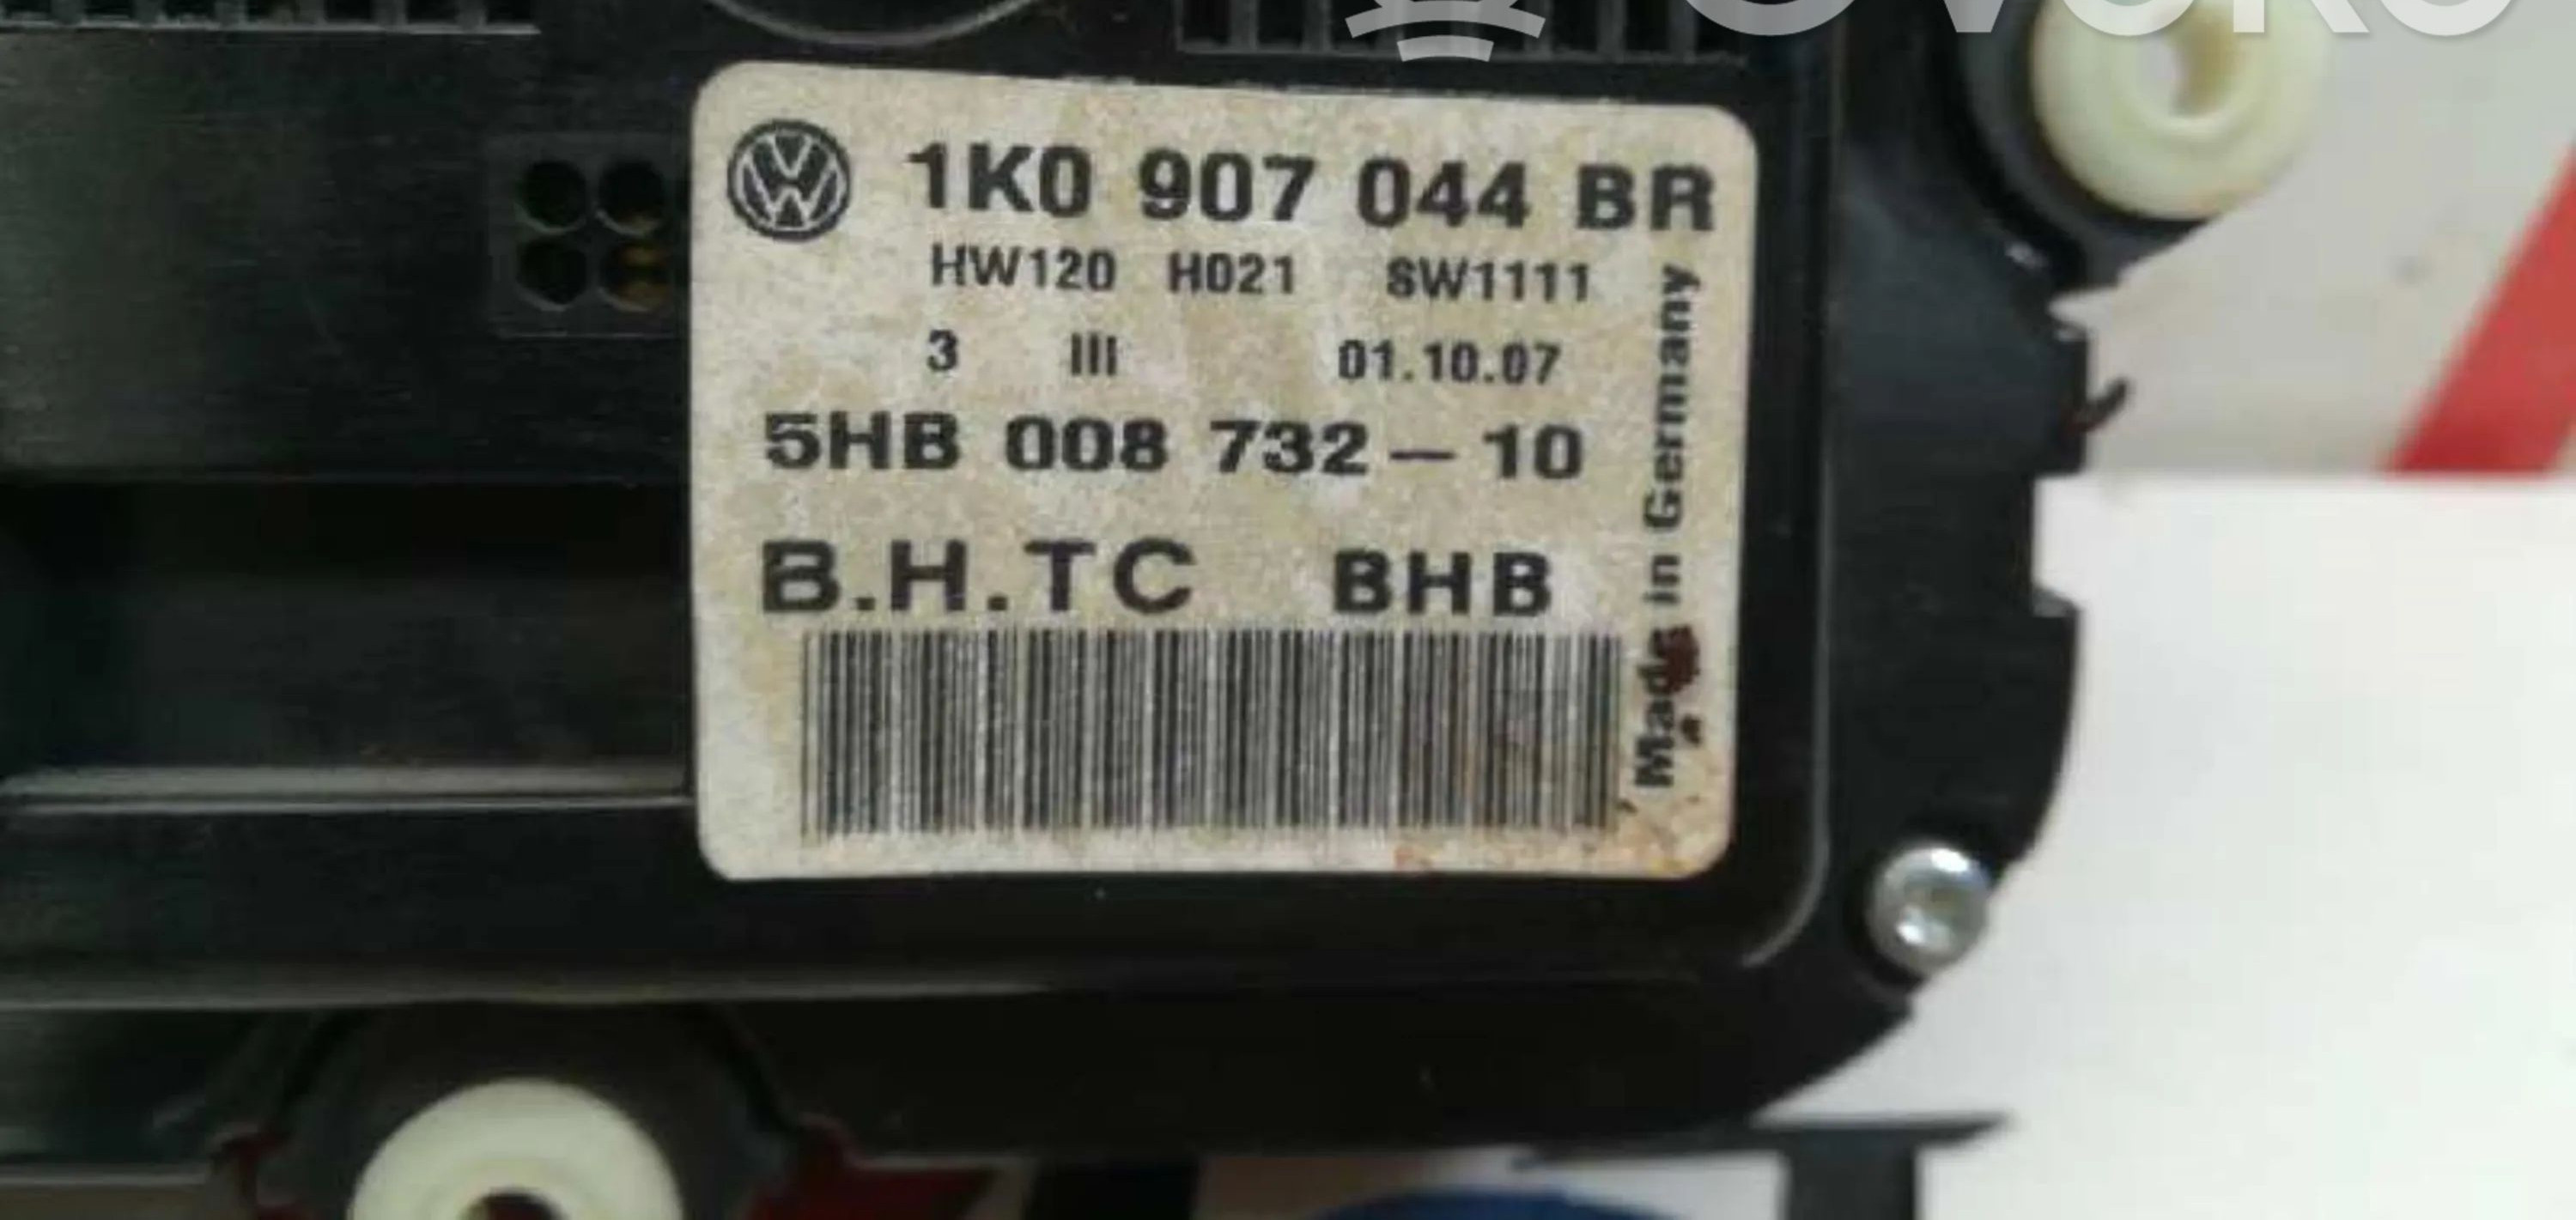 1K0 907 044 BR
HW120 H021 SW1111
3 III 01.10.07
5HB 008 732-10
B.H.TC BHB
Made in Germany